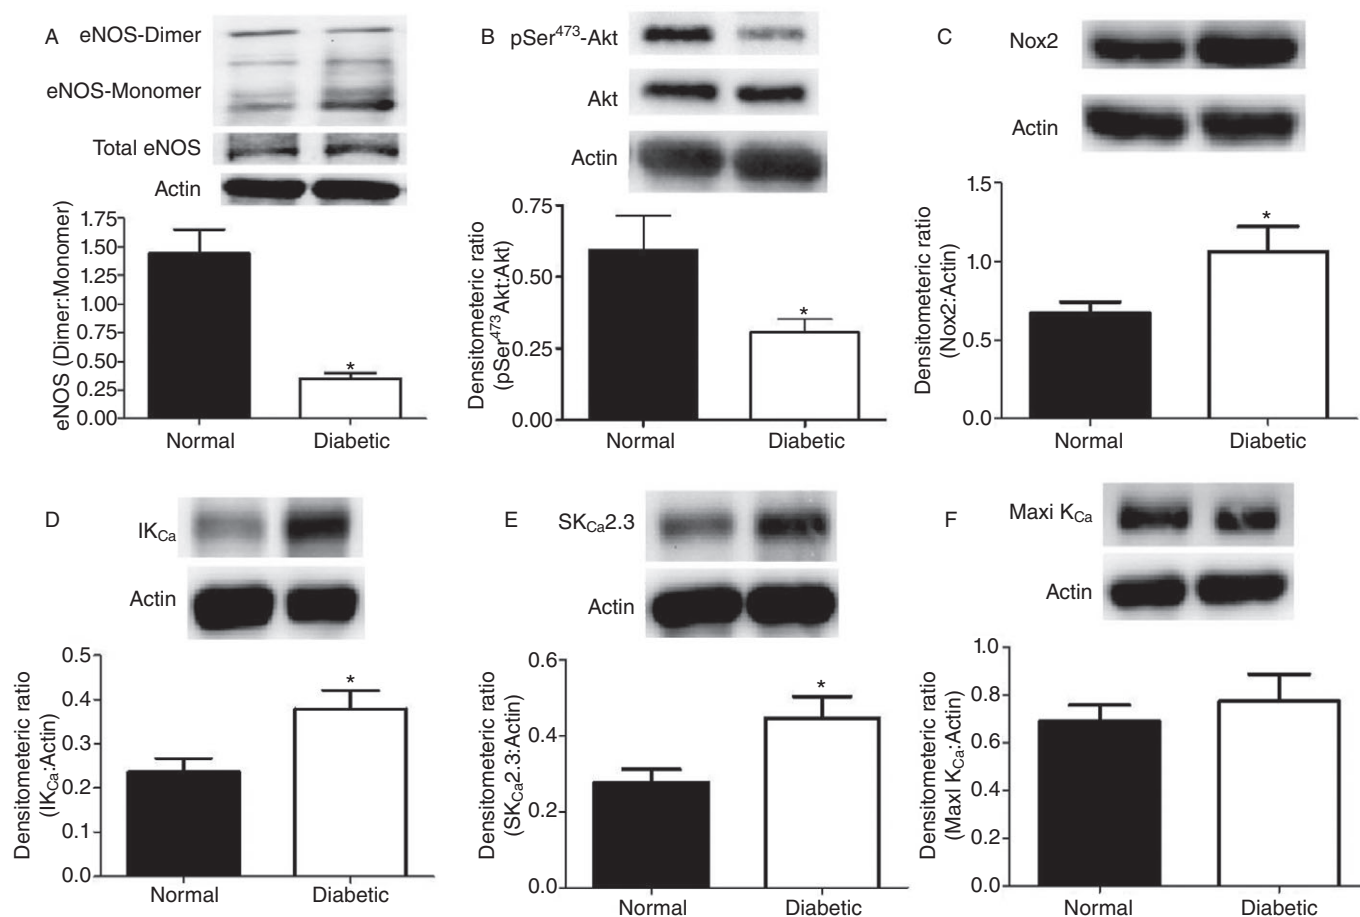 A
eNOS-Dimer
eNOS-Monomer
Total eNOS
Actin
eNOS (Dimer:Monomer)
1.75
1.50
1.25
1.00
0.75
0.50
0.25
0.00
*
Normal Diabetic
B
pSer473-Akt
Akt
Actin
Densitometeric ratio
(pSer473Akt:Akt)
0.75
0.50
0.25
0.00
*
Normal Diabetic
C
Nox2
Actin
Densitometeric ratio
(Nox2:Actin)
1.5
1.0
0.5
0.0
*
Normal Diabetic
D
IKCa
Actin
Densitometeric ratio
(IKCa:Actin)
0.5
0.4
0.3
0.2
0.1
0.0
*
Normal Diabetic
E
SKCa2.3
Actin
Densitometeric ratio
(SKCa2.3:Actin)
0.6
0.4
0.2
0.0
*
Normal Diabetic
F
Maxi KCa
Actin
Densitometeric ratio
(MaxI KCa:Actin)
1.0
0.8
0.6
0.4
0.2
0.0
Normal Diabetic